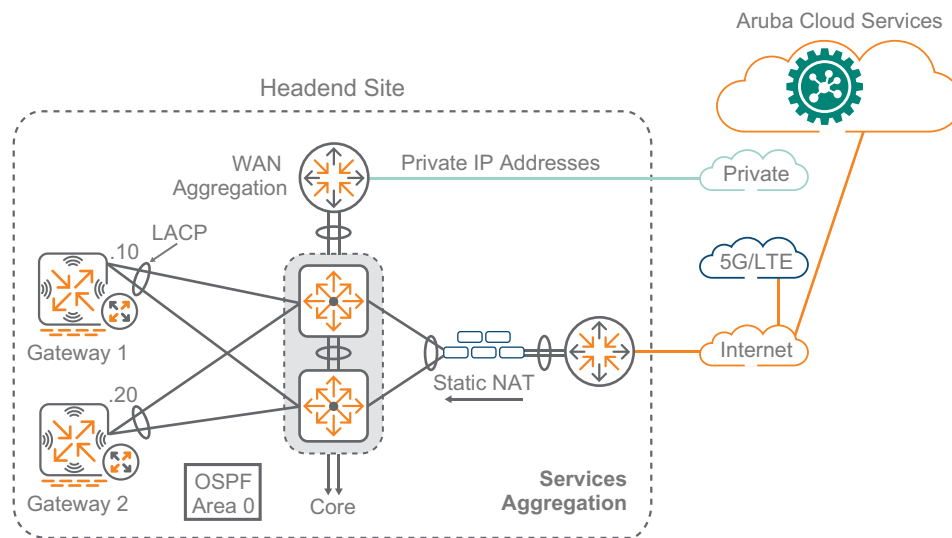 Aruba Cloud Services
Headend Site
WAN
Aggregation
Private IP Addresses
Private
LACP
.10
5G/LTE
Gateway 1
Internet
Static NAT
.20
Gateway 2
OSPF
Area 0
Core
Services
Aggregation